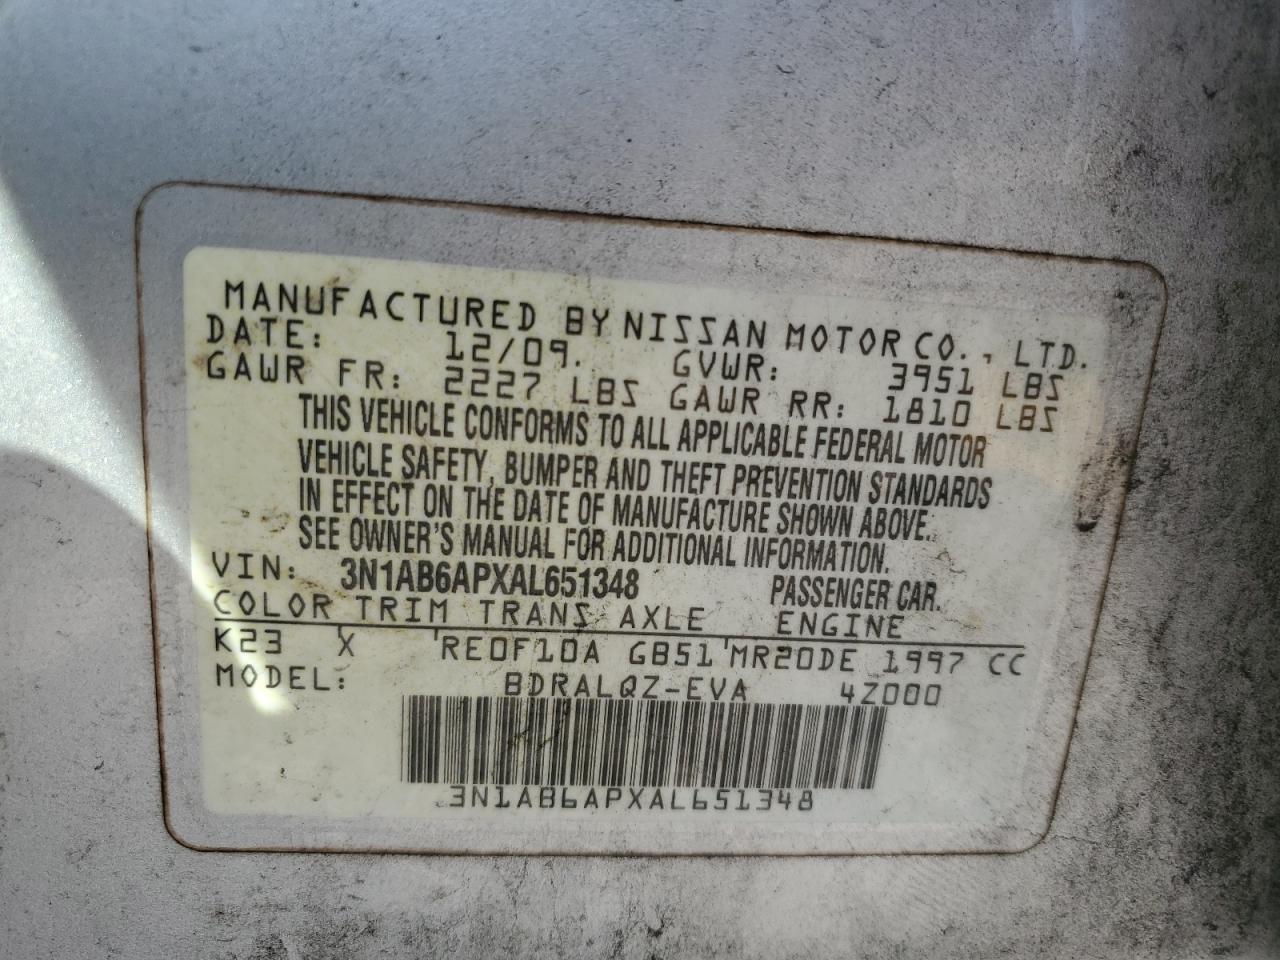 MANUFACTURED BY NISSAN MOTOR CO., LTD.
DATE: 12/09. GVWR: 3951 LBS
GAWR FR: 2227 LBS GAWR RR: 1810 LBS
THIS VEHICLE CONFORMS TO ALL APPLICABLE FEDERAL MOTOR
VEHICLE SAFETY, BUMPER AND THEFT PREVENTION STANDARDS
IN EFFECT ON THE DATE OF MANUFACTURE SHOWN ABOVE.
SEE OWNER'S MANUAL FOR ADDITIONAL INFORMATION.
VIN: 3N1AB6APXAL651348 PASSENGER CAR.
COLOR TRIM TRANS AXLE ENGINE
K23 'X 'RE0F10A GB51 'MR20DE 1997 CC
MODEL: BDRALQZ-EVA 4Z000
3N1AB6APXAL651348